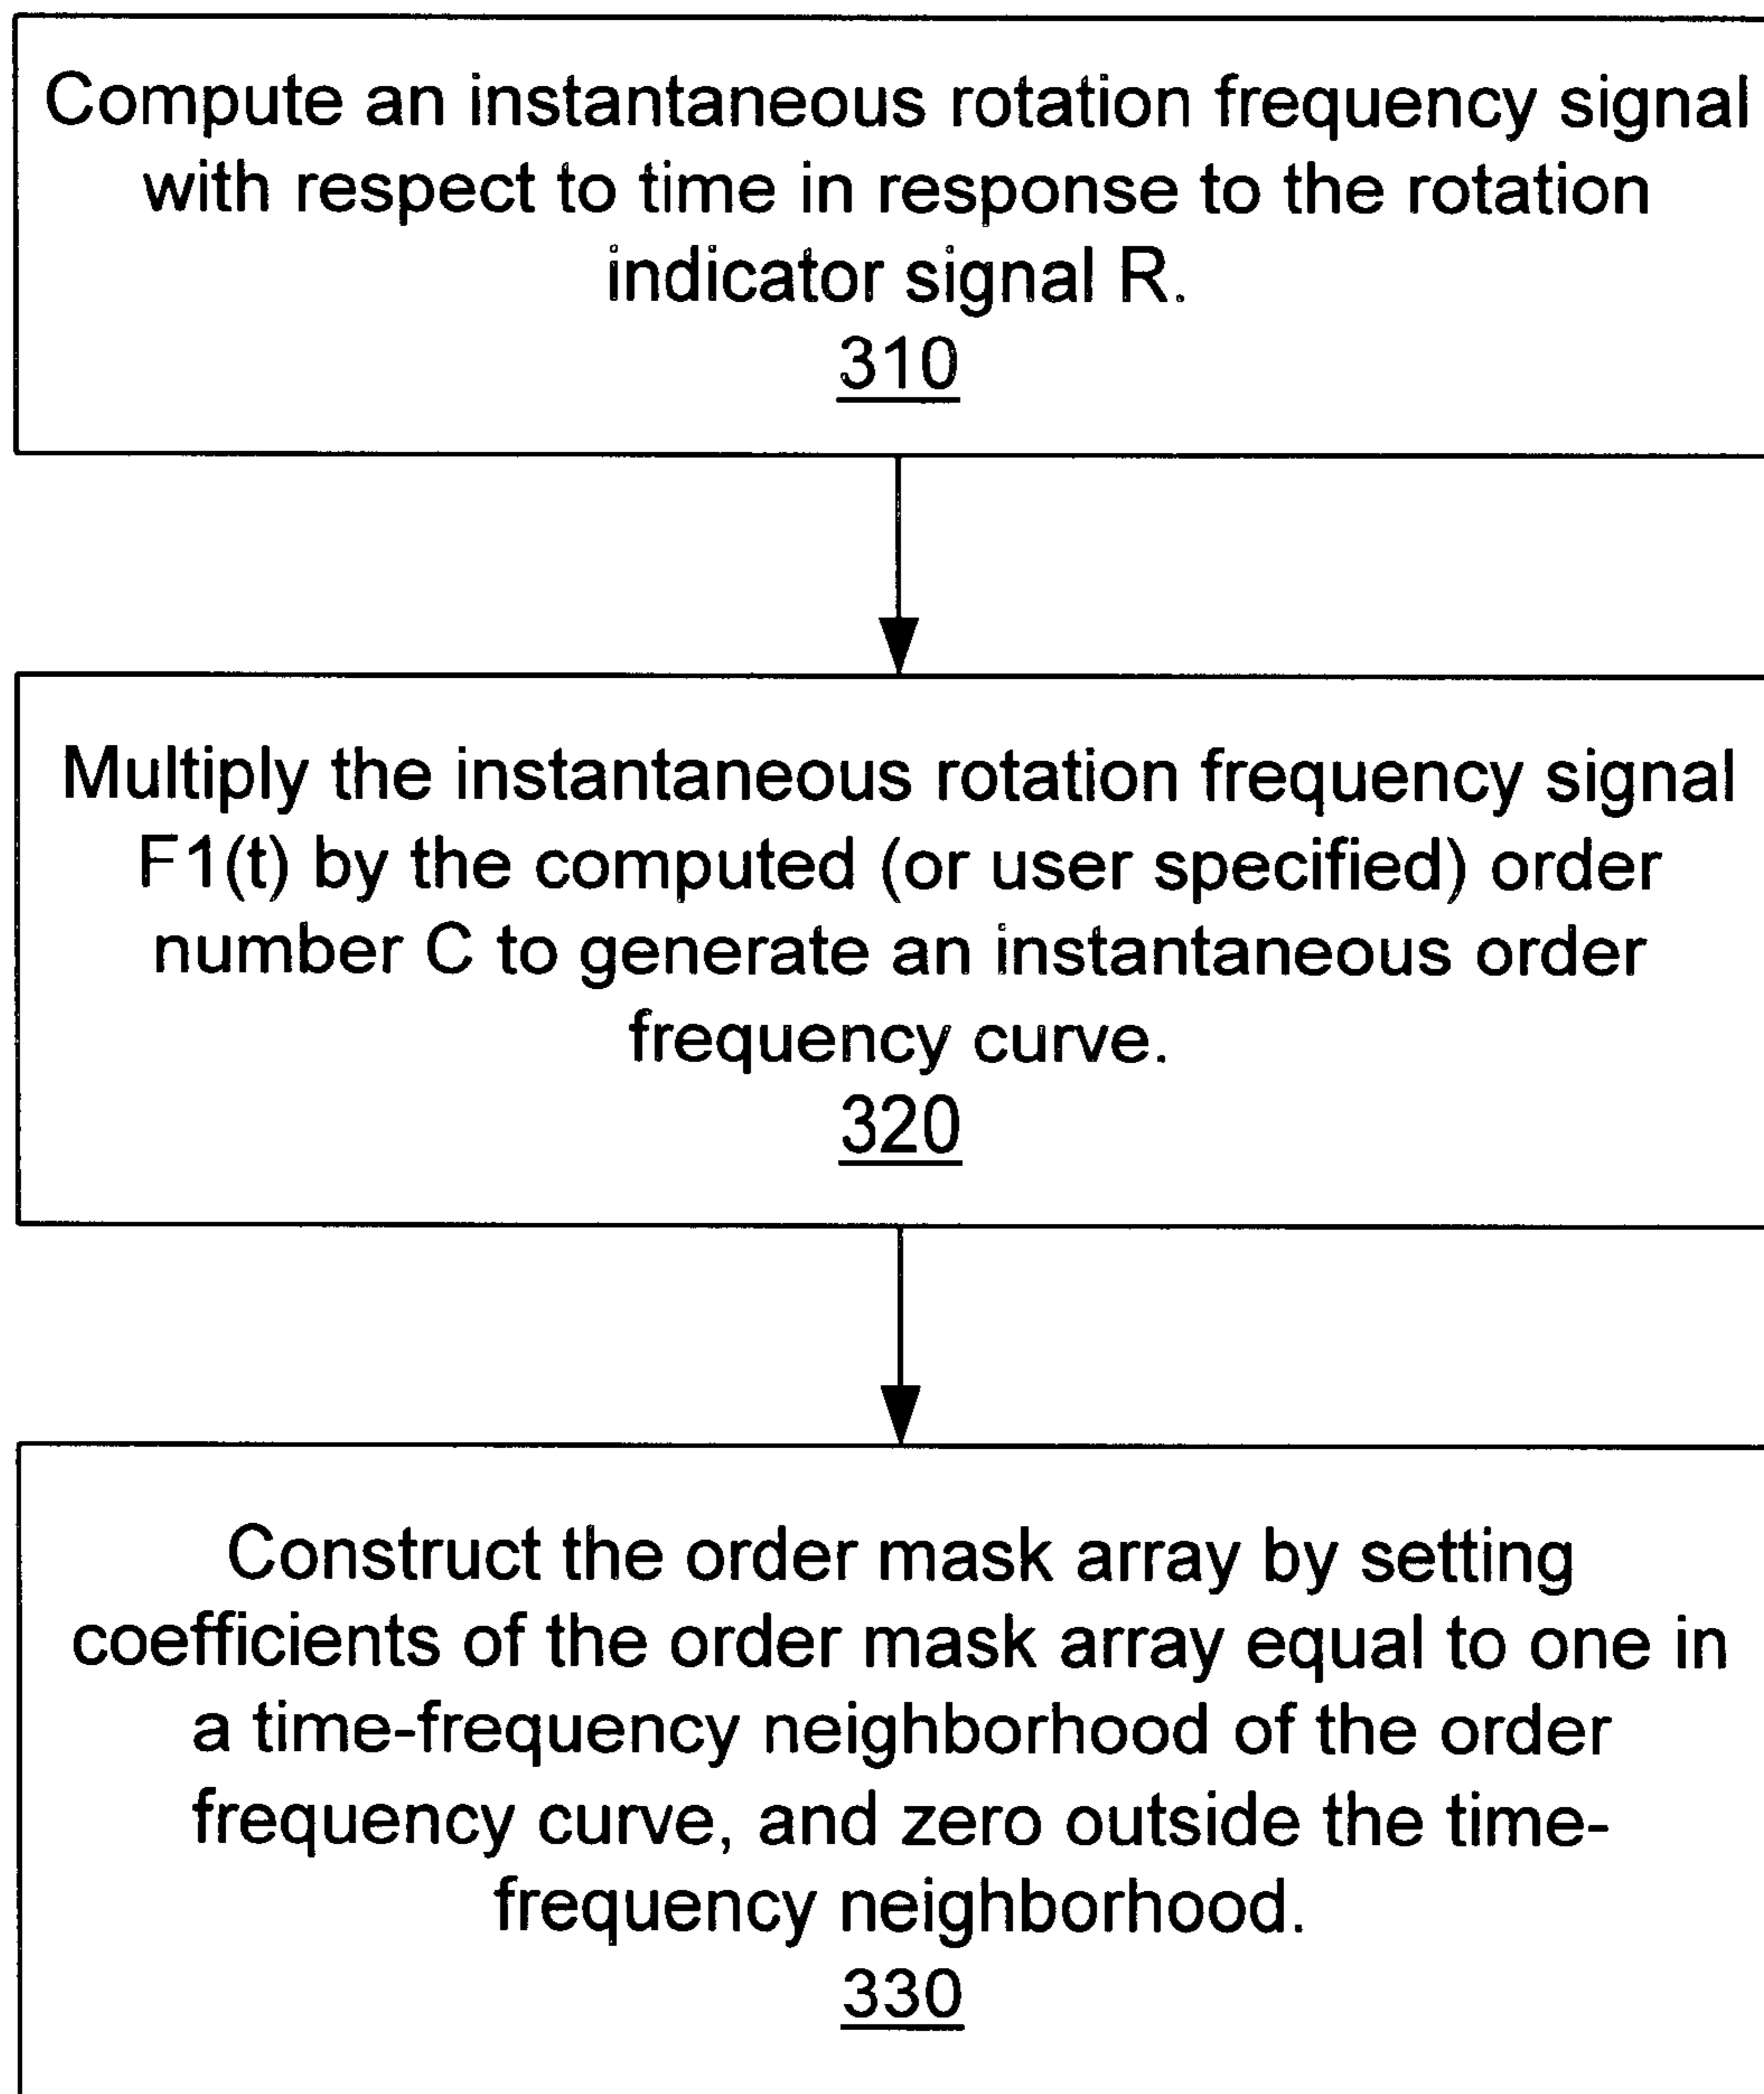 Compute an instantaneous rotation frequency signal
with respect to time in response to the rotation
indicator signal R.
310
Multiply the instantaneous rotation frequency signal
F1(t) by the computed (or user specified) order
number C to generate an instantaneous order
frequency curve.
320
Construct the order mask array by setting
coefficients of the order mask array equal to one in
a time-frequency neighborhood of the order
frequency curve, and zero outside the time-
frequency neighborhood.
330